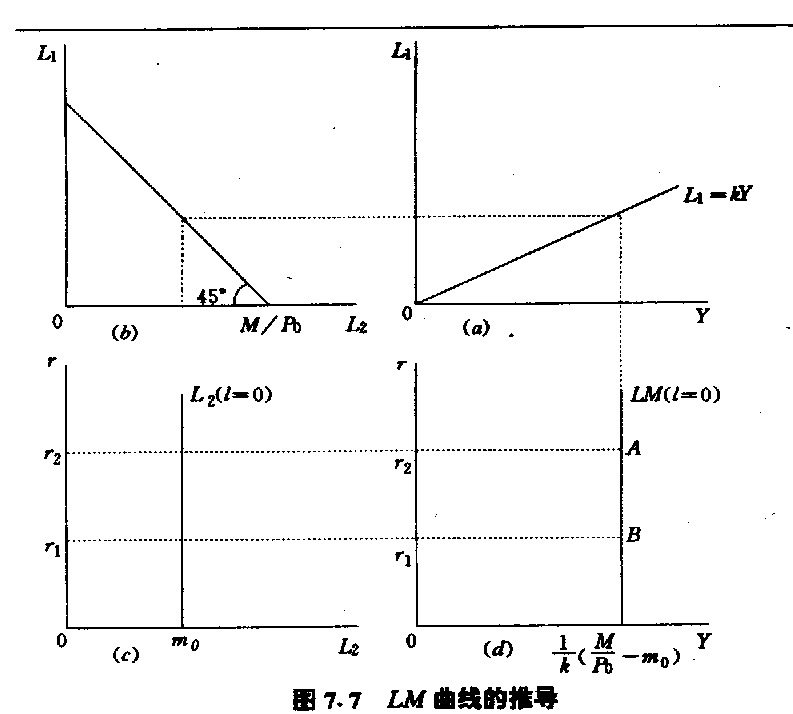 L₁
L₁
L₁=kY
45°
0
(b)
M/P₀
L₂
0
(a)
Y
r
L₂(l=0)
r₂
r₁
0
(c)
m₀
L₂
r
LM(l=0)
r₂
A
r₁
B
0
(d)
1/k(M/P₀-m₀)
Y
图 7.7 LM 曲线的推导